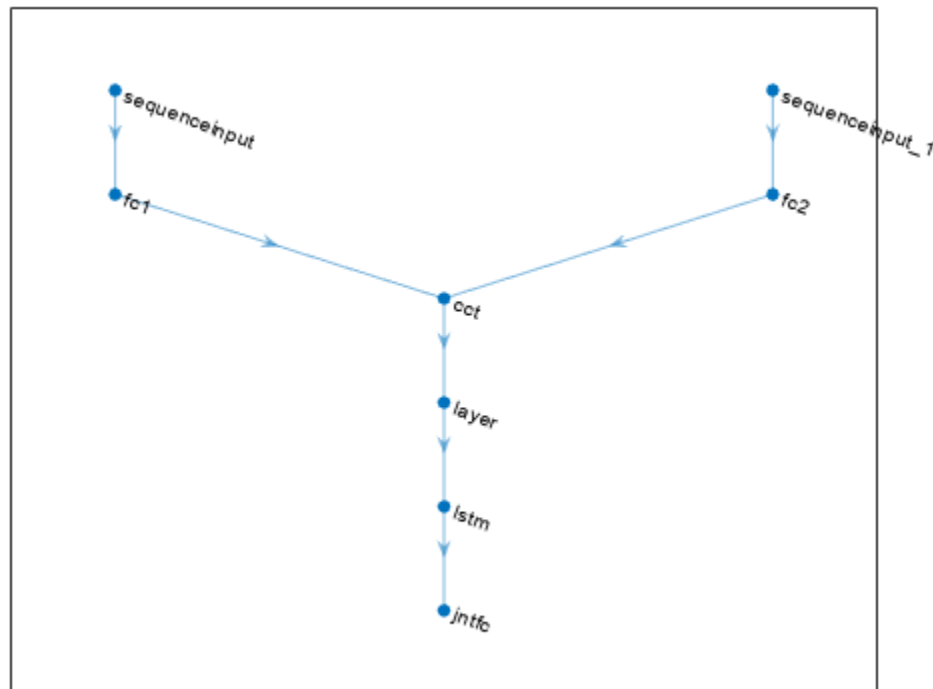 sequenceinput
sequenceinput_1
fc1
fc2
cct
layer
lstm
jntfc